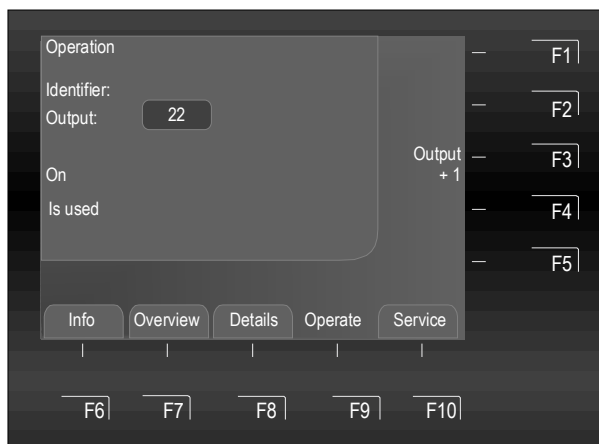 Operation
F1
Identifier:
Output: 22
F2
Output
+ 1
F3
On
Is used
F4
F5
Info Overview Details Operate Service
F6 F7 F8 F9 F10